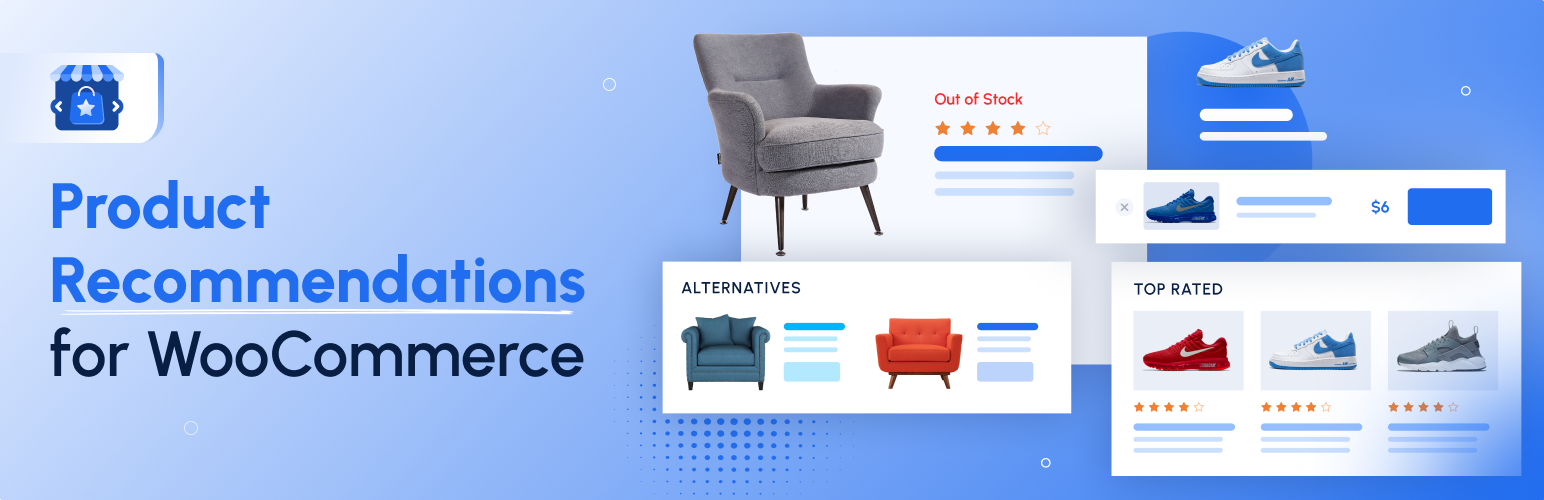 Product
Recommendations
for WooCommerce
Out of Stock
$6
ALTERNATIVES
TOP RATED